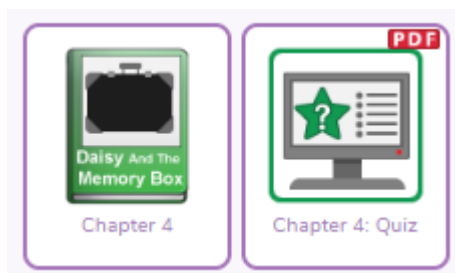 PDF
Daisy And The
Memory Box
?
Chapter 4
Chapter 4: Quiz